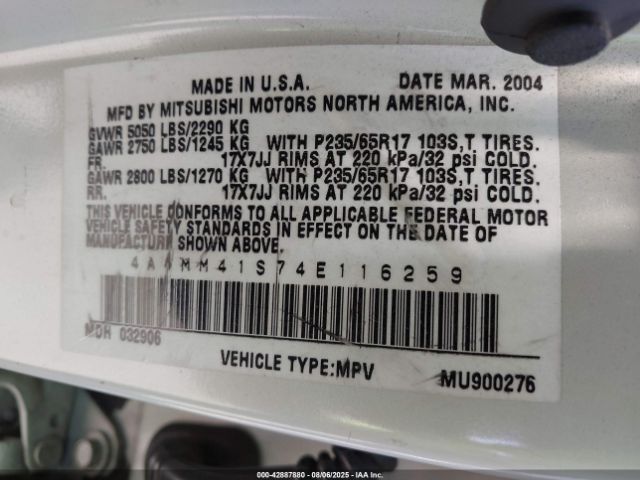 MADE IN U.S.A. DATE MAR. 2004
MFD BY MITSUBISHI MOTORS NORTH AMERICA, INC.
GVWR 5050 LBS/2290 KG
GAWR 2750 LBS/1245 KG WITH P235/65R17 103S,T TIRES.
FR. 17X7JJ RIMS AT 220 kPa/32 psi COLD.
GAWR 2800 LBS/1270 KG WITH P235/65R17 103S,T TIRES.
RR. 17X7JJ RIMS AT 220 kPa/32 psi COLD.
THIS VEHICLE CONFORMS TO ALL APPLICABLE FEDERAL MOTOR
VEHICLE SAFETY STANDARDS IN EFFECT ON THE DATE OF
MANUFACTURE SHOWN ABOVE.
4A4MM41S74E116259
MDH 032906
VEHICLE TYPE:MPV MU900276
000-42887880 | 08/06/2025 | IAA Inc.